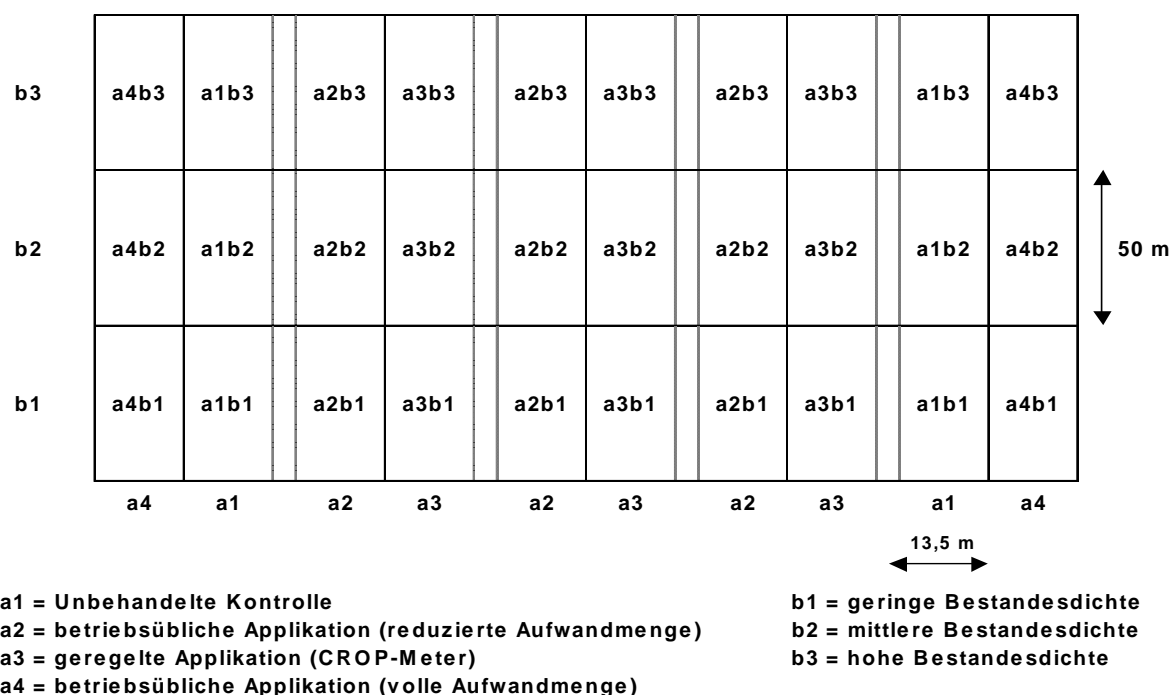 b3 a4b3 a1b3 a2b3 a3b3 a2b3 a3b3 a2b3 a3b3 a1b3 a4b3
b2 a4b2 a1b2 a2b2 a3b2 a2b2 a3b2 a2b2 a3b2 a1b2 a4b2 50 m
b1 a4b1 a1b1 a2b1 a3b1 a2b1 a3b1 a2b1 a3b1 a1b1 a4b1
a4 a1 a2 a3 a2 a3 a2 a3 a1 a4
13,5 m
a1 = Unbehandelte Kontrolle
a2 = betriebsübliche Applikation (reduzierte Aufwandmenge)
a3 = geregelte Applikation (CROP-Meter)
a4 = betriebsübliche Applikation (volle Aufwandmenge)
b1 = geringe Bestandesdichte
b2 = mittlere Bestandesdichte
b3 = hohe Bestandesdichte